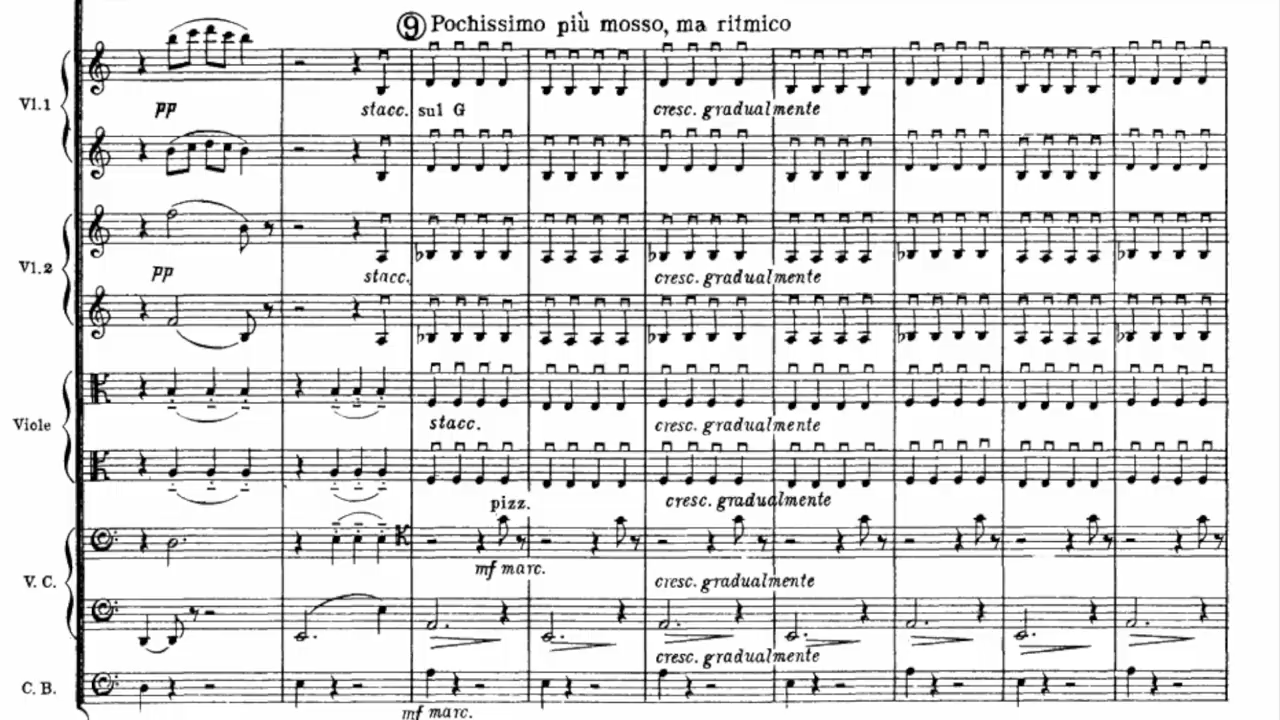 9 Pochissimo più mosso, ma ritmico
Vl.1
pp
stacc. sul G
cresc. gradualmente
Vl.2
pp
stacc.
cresc. gradualmente
Viole
stacc.
cresc. gradualmente
pizz.
cresc. gradualmente
V. C.
mf marc.
cresc. gradualmente
cresc. gradualmente
C. B.
mf marc.